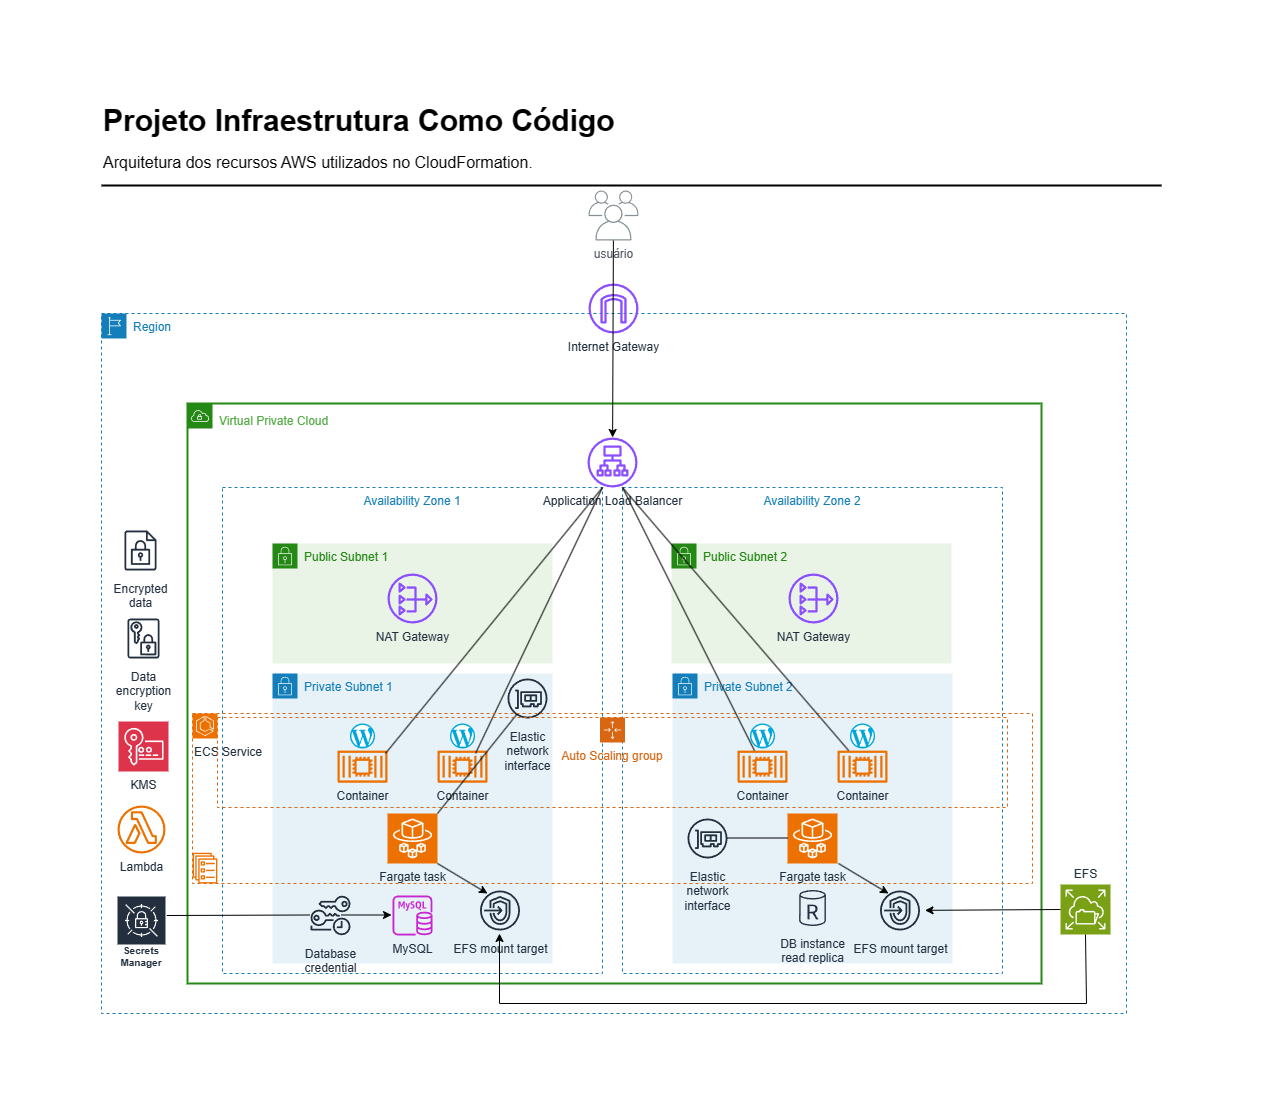 Projeto Infraestrutura Como Código
Arquitetura dos recursos AWS utilizados no CloudFormation.
usuário
Internet Gateway
Region
Virtual Private Cloud
Application Load Balancer
Availability Zone 1
Availability Zone 2
Public Subnet 1
NAT Gateway
Public Subnet 2
NAT Gateway
Encrypted
data
Data
encryption
key
KMS
Lambda
Secrets
Manager
Private Subnet 1
Private Subnet 2
ECS Service
Elastic
network
interface
Auto Scaling group
Container
Container
Container
Container
Fargate task
Elastic
network
interface
Fargate task
Database
credential
MySQL
MySQL
EFS mount target
R
DB instance
read replica
EFS mount target
EFS